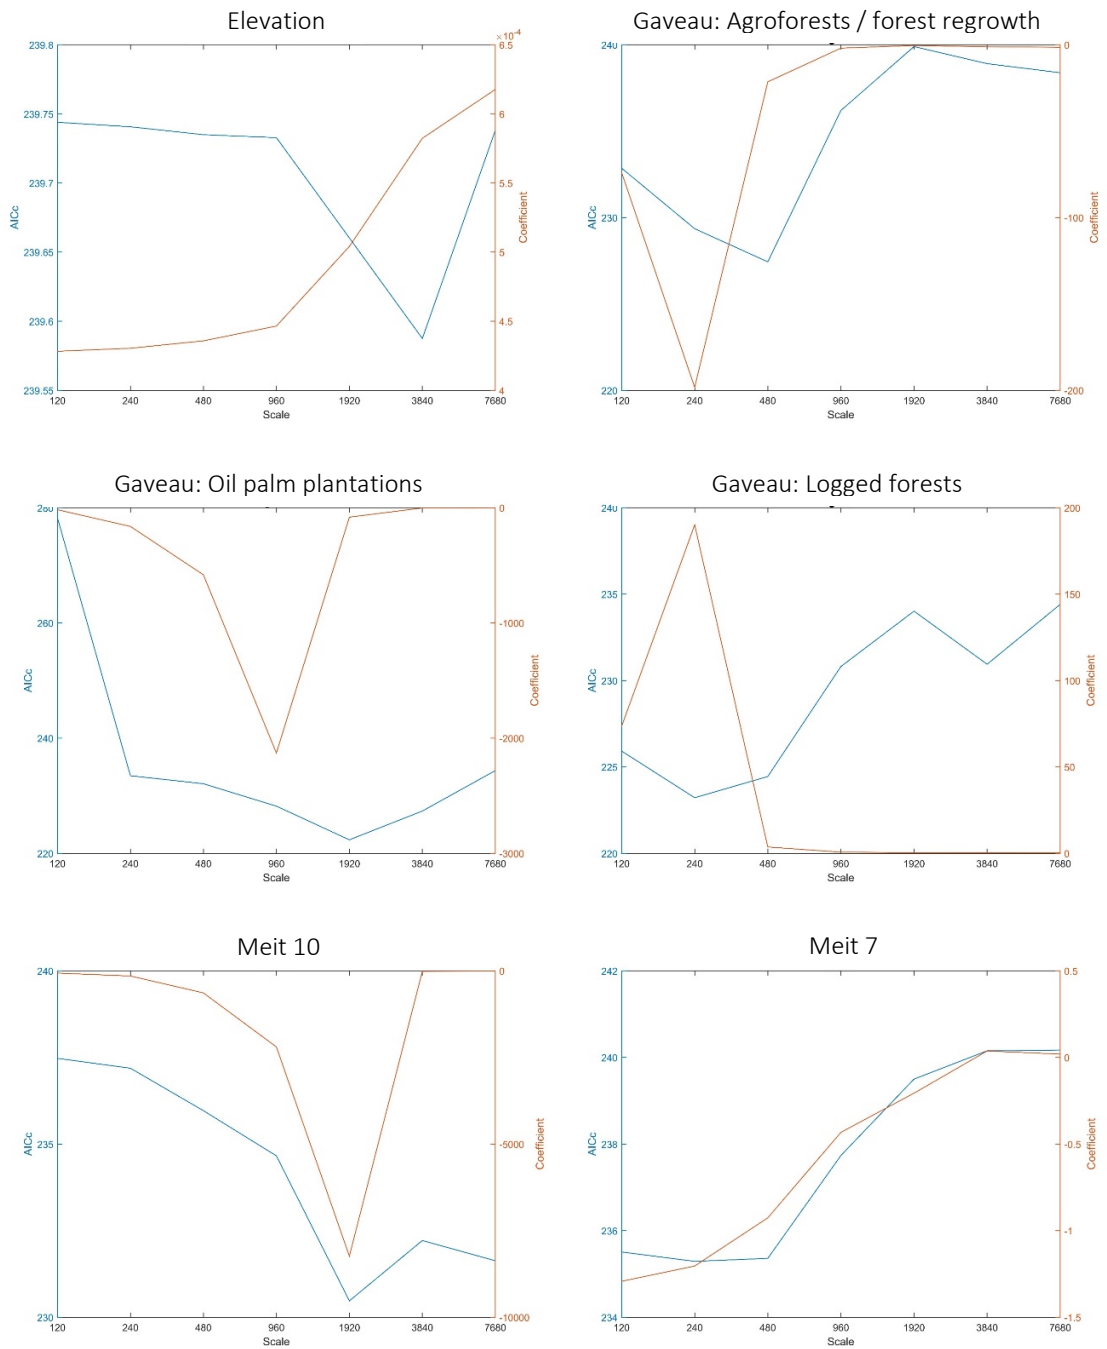 Elevation
×10⁻⁴
239.8
239.75
239.7
239.65
239.6
239.55
AICc
6.5
6
5.5
5
4.5
4
Coefficient
120 240 480 960 1920 3840 7680
Scale
Gaveau: Agroforests / forest regrowth
240
230
220
AICc
0
-100
-200
Coefficient
120 240 480 960 1920 3840 7680
Scale
Gaveau: Oil palm plantations
280
260
240
220
AICc
0
-1000
-2000
-3000
Coefficient
120 240 480 960 1920 3840 7680
Scale
Gaveau: Logged forests
240
235
230
225
220
AICc
200
150
100
50
0
Coefficient
120 240 480 960 1920 3840 7680
Scale
Meit 10
240
235
230
AICc
0
-5000
-10000
Coefficient
120 240 480 960 1920 3840 7680
Scale
Meit 7
242
240
238
236
234
AICc
0.5
0
-0.5
-1
-1.5
Coefficient
120 240 480 960 1920 3840 7680
Scale